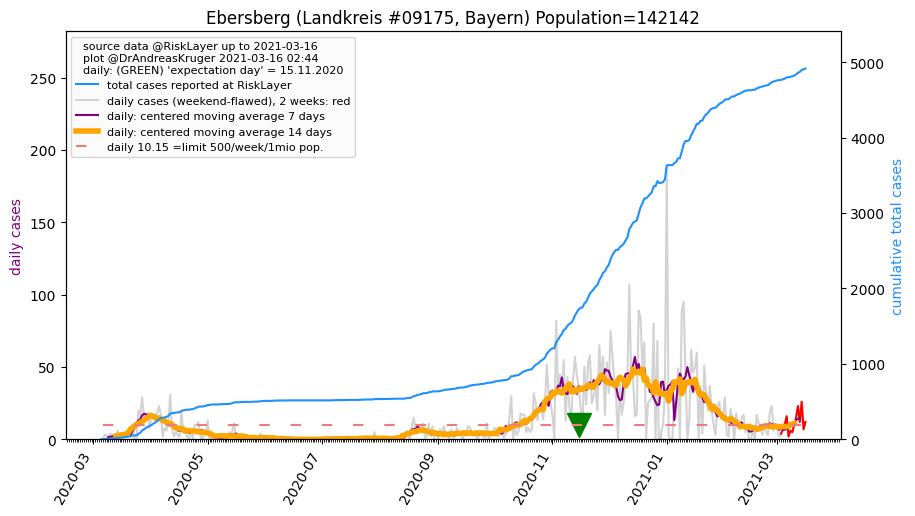 Ebersberg (Landkreis #09175, Bayern) Population=142142
source data @RiskLayer up to 2021-03-16
plot @DrAndreasKruger 2021-03-16 02:44
daily: (GREEN) 'expectation day' = 15.11.2020
total cases reported at RiskLayer
daily cases (weekend-flawed), 2 weeks: red
daily: centered moving average 7 days
daily: centered moving average 14 days
daily 10.15 =limit 500/week/1mio pop.
daily cases
250
200
150
100
50
0
cumulative total cases
5000
4000
3000
2000
1000
0
2020-03
2020-05
2020-07
2020-09
2020-11
2021-01
2021-03